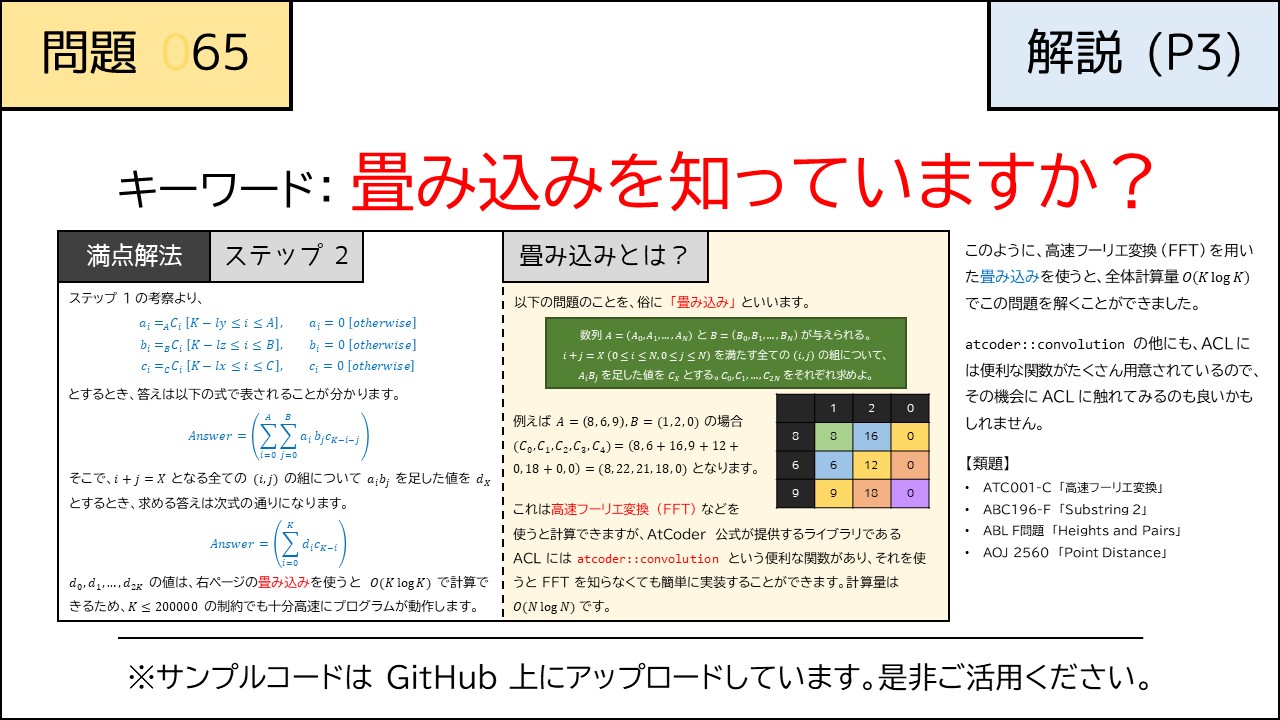 問題 065
解説 (P3)
キーワード: 畳み込みを知っていますか？
満点解法
ステップ 2
ステップ 1の考察より、
a_i =_A C_i [K − ly ≤ i ≤ A], a_i = 0 [otherwise]
b_i =_B C_i [K − lz ≤ i ≤ B], b_i = 0 [otherwise]
c_i =_C C_i [K − lx ≤ i ≤ C], c_i = 0 [otherwise]
とするとき、答えは以下の式で表されることが分かります。
Answer = (∑_{i=0}^{A} ∑_{j=0}^{B} a_i b_j c_{K−i−j})
そこで、i + j = X となる全ての (i, j) の組について a_i b_j を足した値を d_X
とするとき、求める答えは次式の通りになります。
Answer = (∑_{i=0}^{K} d_i c_{K−i})
d_0, d_1, …, d_{2K} の値は、右ページの畳み込みを使うと O(K log K) で計算で
きるため、K ≤ 200000 の制約でも十分高速にプログラムが動作します。
畳み込みとは？
以下の問題のことを、俗に「畳み込み」といいます。
数列 A = (A_0, A_1, …, A_N) と B = (B_0, B_1, …, B_N) が与えられる。
i + j = X (0 ≤ i ≤ N, 0 ≤ j ≤ N) を満たす全ての (i, j) の組について、
A_i B_j を足した値を C_X とする。C_0, C_1, …, C_{2N} をそれぞれ求めよ。
例えば A = (8, 6, 9), B = (1, 2, 0) の場合
(C_0, C_1, C_2, C_3, C_4) = (8, 6 + 16, 9 + 12 +
0, 18 + 0, 0) = (8, 22, 21, 18, 0) となります。
1 2 0
8 8 16 0
6 6 12 0
9 9 18 0
これは高速フーリエ変換（FFT）などを
使うと計算できますが、AtCoder 公式が提供するライブラリである
ACL には atcoder::convolution という便利な関数があり、それを使
うと FFT を知らなくても簡単に実装することができます。計算量は
O(N log N) です。
このように、高速フーリエ変換（FFT）を用い
た畳み込みを使うと、全体計算量 O(K log K)
でこの問題を解くことができました。
atcoder::convolution の他にも、ACL に
は便利な関数がたくさん用意されているので、
その機会に ACL に触れてみるのも良いかも
しれません。
【類題】
• ATC001-C「高速フーリエ変換」
• ABC196-F「Substring 2」
• ABL F問題「Heights and Pairs」
• AOJ 2560「Point Distance」
※サンプルコードは GitHub 上にアップロードしています。是非ご活用ください。